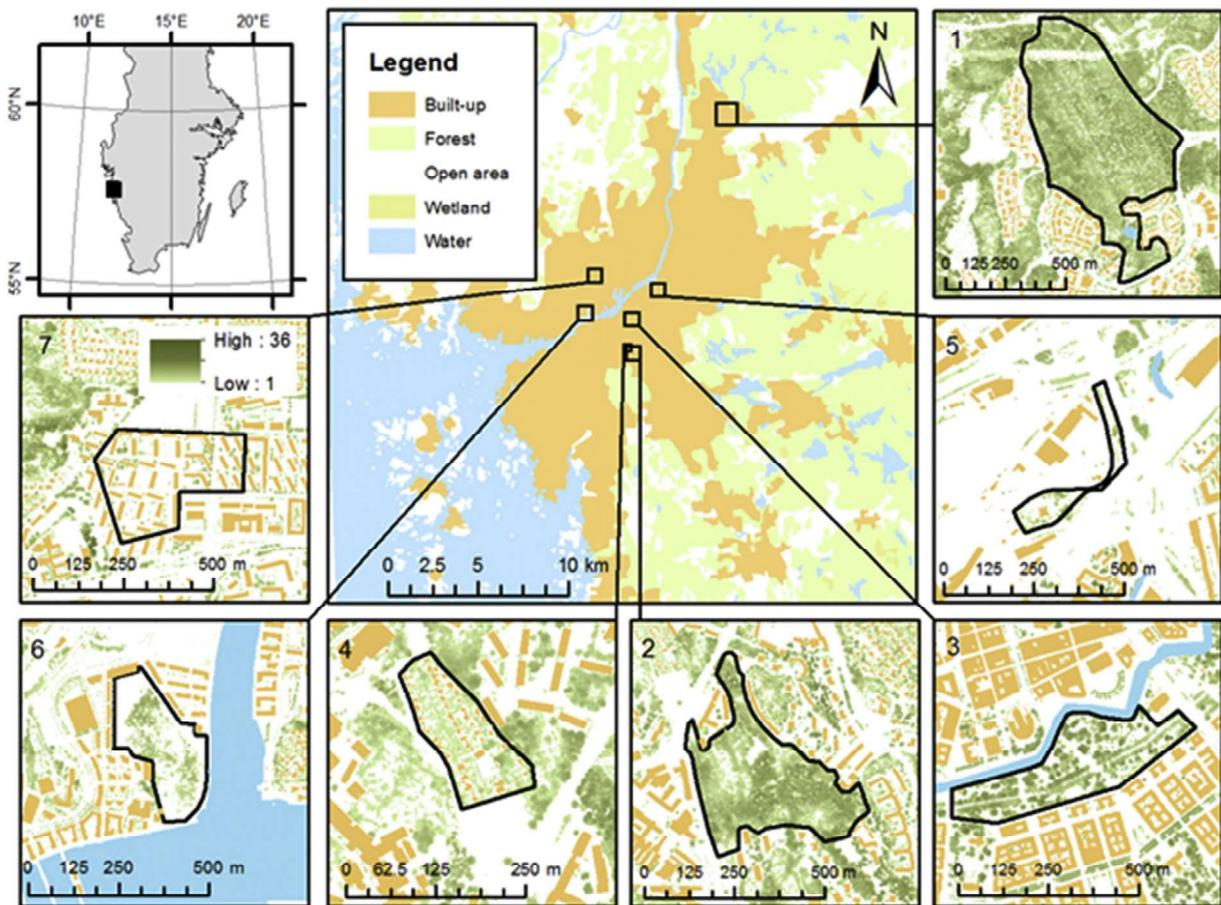 10°E 15°E 20°E
60°N
55°N
Legend
Built-up
Forest
Open area
Wetland
Water
N
0 2.5 5 10 km
1
0 125 250 500 m
7
High : 36
Low : 1
0 125 250 500 m
5
0 125 250 500 m
6
0 125 250 500 m
4
0 62.5 125 250 m
2
0 125 250 500 m
3
0 125 250 500 m